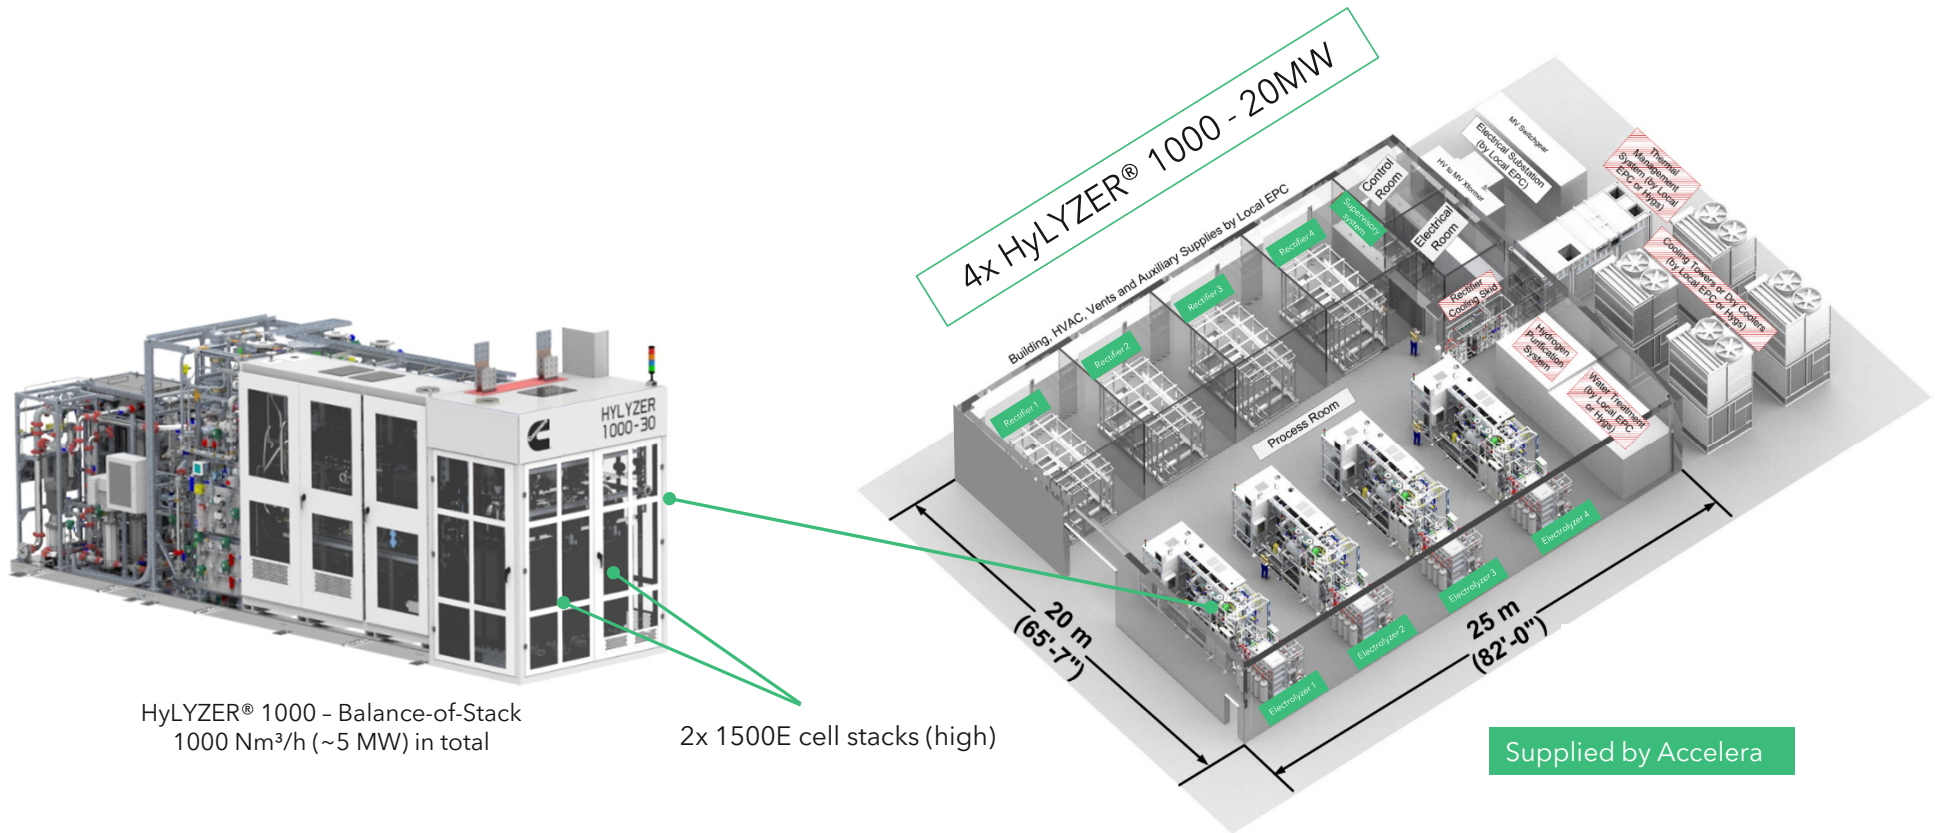 4x HyLYZER® 1000 - 20MW
Building, HVAC, Vents and Auxiliary Supplies by Local EPC
MV Switchgear
Electrical Substation
(by Local EPC)
HV to MV Xformer
Thermal
Management
System (by Local
EPC or Hygs)
Control
Room
Supervisory
system
Electrical
Room
Cooling Towers or Dry Coolers
(by Local EPC or Hygs)
Rectifier 4
Rectifier 3
Rectifier 2
Rectifier 1
Rectifier
Cooling Skid
Hydrogen
Purification
System
Water Treatment
(by Local EPC
or Hygs)
Process Room
HYLYZER
1000-30
Electrolyzer 4
Electrolyzer 3
Electrolyzer 2
Electrolyzer 1
20 m
(65'-7")
25 m
(82'-0")
HyLYZER® 1000 – Balance-of-Stack
1000 Nm³/h (~5 MW) in total
2x 1500E cell stacks (high)
Supplied by Accelera